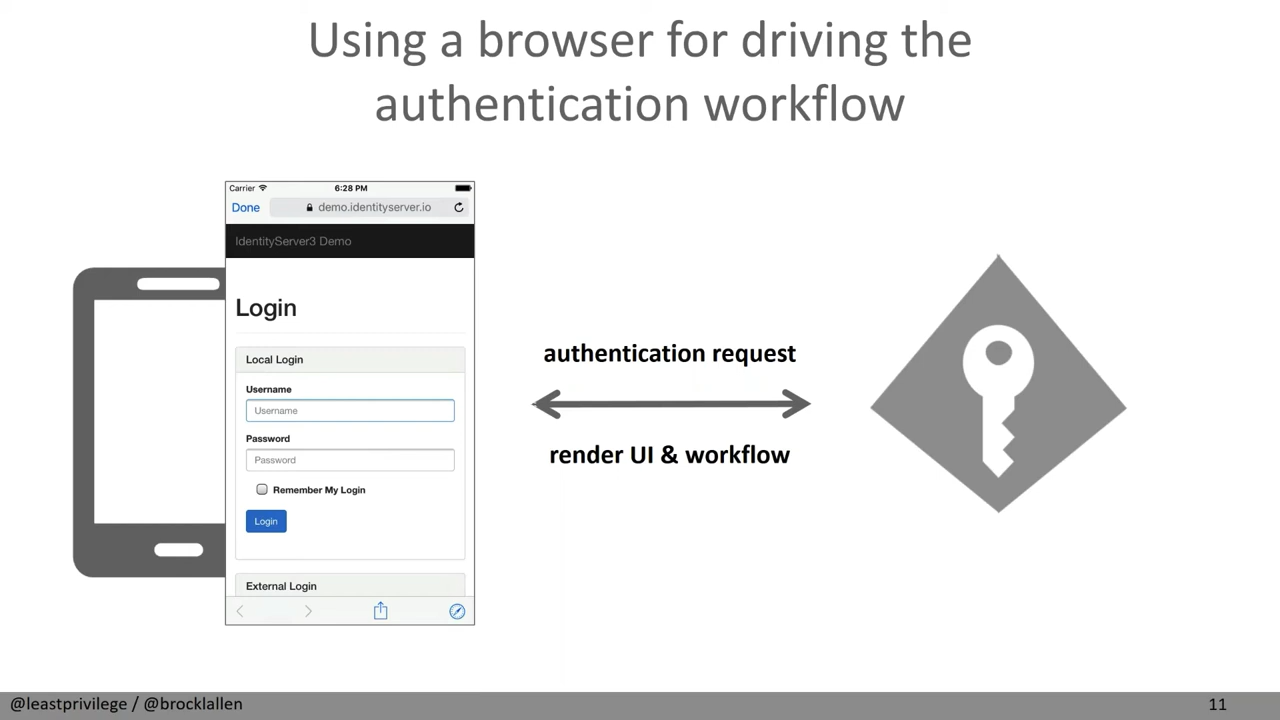 Using a browser for driving the
authentication workflow
Carrier
6:28 PM
Done
demo.identityserver.io
IdentityServer3 Demo
Login
Local Login
Username
Username
Password
Password
Remember My Login
Login
External Login
authentication request
render UI & workflow
@leastprivilege / @brocklallen
11